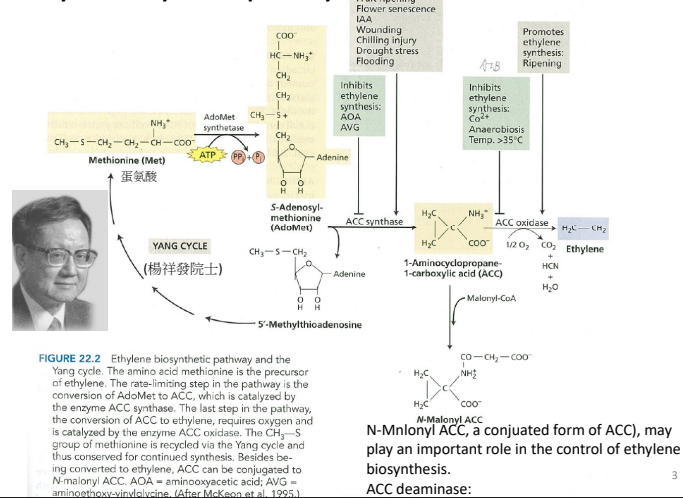 Fruit ripening
Flower senescence
IAA
Wounding
Chilling injury
Drought stress
Flooding
Promotes
ethylene
synthesis:
Ripening
Inhibits
ethylene
synthesis:
AOA
AVG
Inhibits
ethylene
synthesis:
Co2+
Anaerobiosis
Temp. >35°C
COO-
HC—NH3+
CH2
CH2
CH3—S+
CH2
Adenine
O
O O
H H
S-Adenosyl-
methionine
(AdoMet)
NH3+
CH3—S—CH2—CH2—CH—COO-
Methionine (Met)
蛋氨酸
AdoMet
synthetase
ATP
PPi + Pi
ACC synthase
H2C NH3+
C
H2C COO-
1-Aminocyclopropane-
1-carboxylic acid (ACC)
ACC oxidase
1/2 O2
CO2
+
HCN
+
H2O
H2C—CH2
Ethylene
YANG CYCLE
(楊祥發院士)
CH3—S—CH2
O
Adenine
O O
H H
5'-Methylthioadenosine
Malonyl-CoA
CO—CH2—COO-
H2C NH2+
C
H2C COO-
N-Malonyl ACC
FIGURE 22.2 Ethylene biosynthetic pathway and the
Yang cycle. The amino acid methionine is the precursor
of ethylene. The rate-limiting step in the pathway is the
conversion of AdoMet to ACC, which is catalyzed by
the enzyme ACC synthase. The last step in the pathway,
the conversion of ACC to ethylene, requires oxygen and
is catalyzed by the enzyme ACC oxidase. The CH3—S
group of methionine is recycled via the Yang cycle and
thus conserved for continued synthesis. Besides be-
ing converted to ethylene, ACC can be conjugated to
N-malonyl ACC. AOA = aminooxyacetic acid; AVG =
aminoethoxy-vinylglycine. (After McKeon et al. 1995.)
N-Mnlonyl ACC, a conjuated form of ACC), may
play an important role in the control of ethylene
biosynthesis.
ACC deaminase:
3